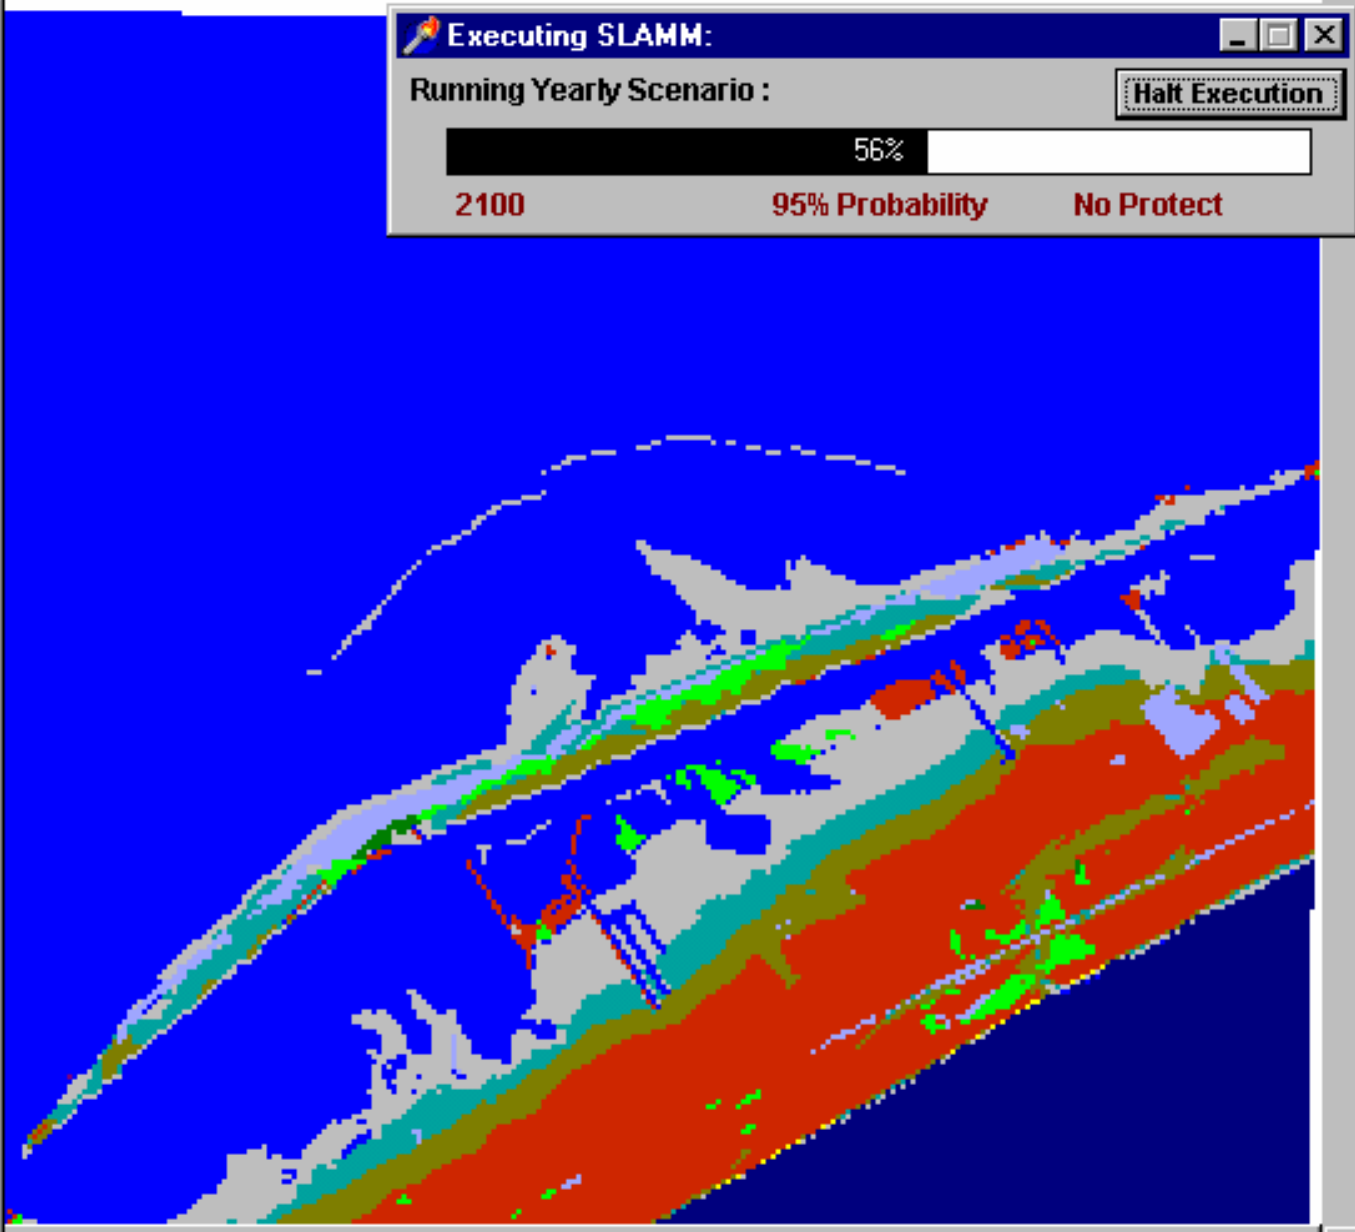 Executing SLAMM:
Running Yearly Scenario :
Halt Execution
56%
2100 95% Probability No Protect